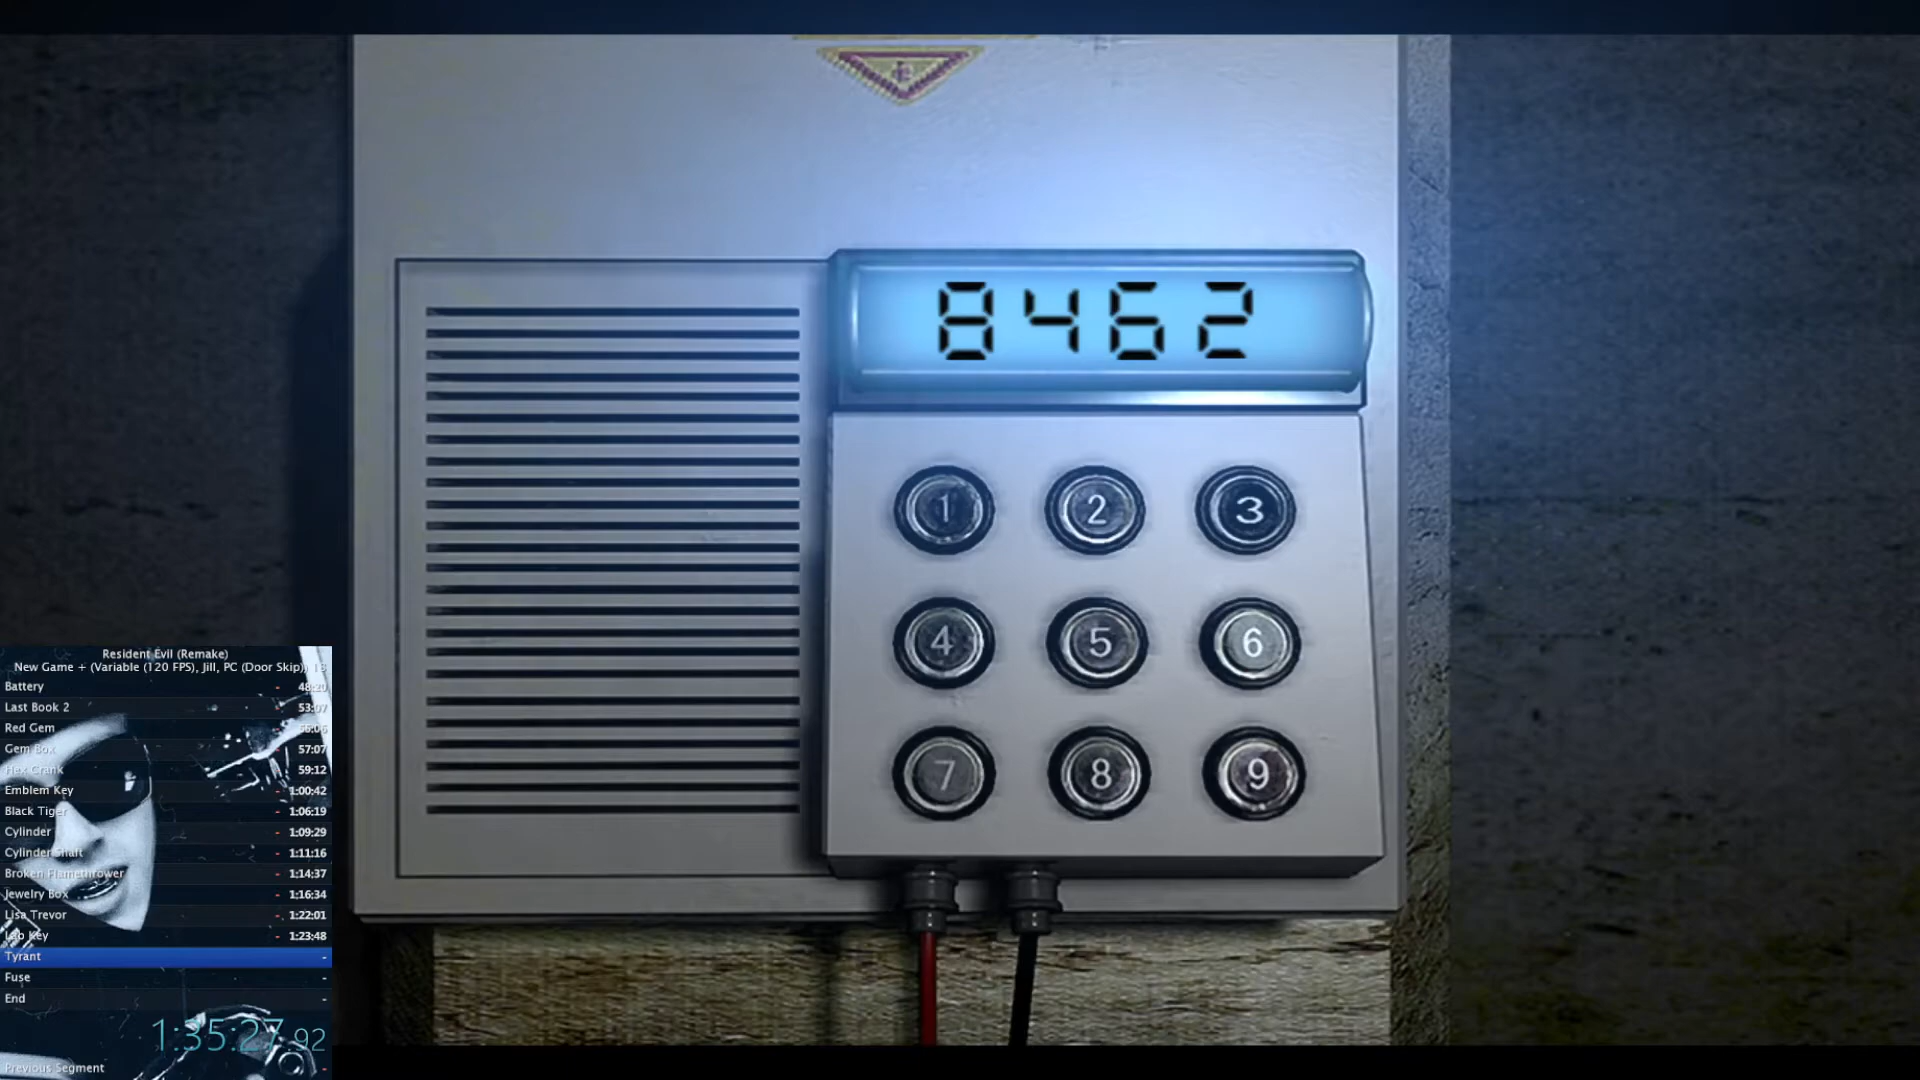 8462
1 2 3
4 5 6
7 8 9
Resident Evil (Remake)
New Game + (Variable (120 FPS), Jill, PC (Door Skip))
Battery - 48:20
Last Book 2 - 53:07
Red Gem -
Gem Box - 57:07
Hex Crank - 59:12
Emblem Key - 1:00:42
Black Tiger - 1:06:19
Cylinder - 1:09:29
Cylinder Shaft - 1:11:16
Broken Flamethrower - 1:14:37
Jewelry Box - 1:16:34
Lisa Trevor - 1:22:01
Lab Key - 1:23:48
Tyrant -
Fuse -
End -
1:35:27.92
Previous Segment -